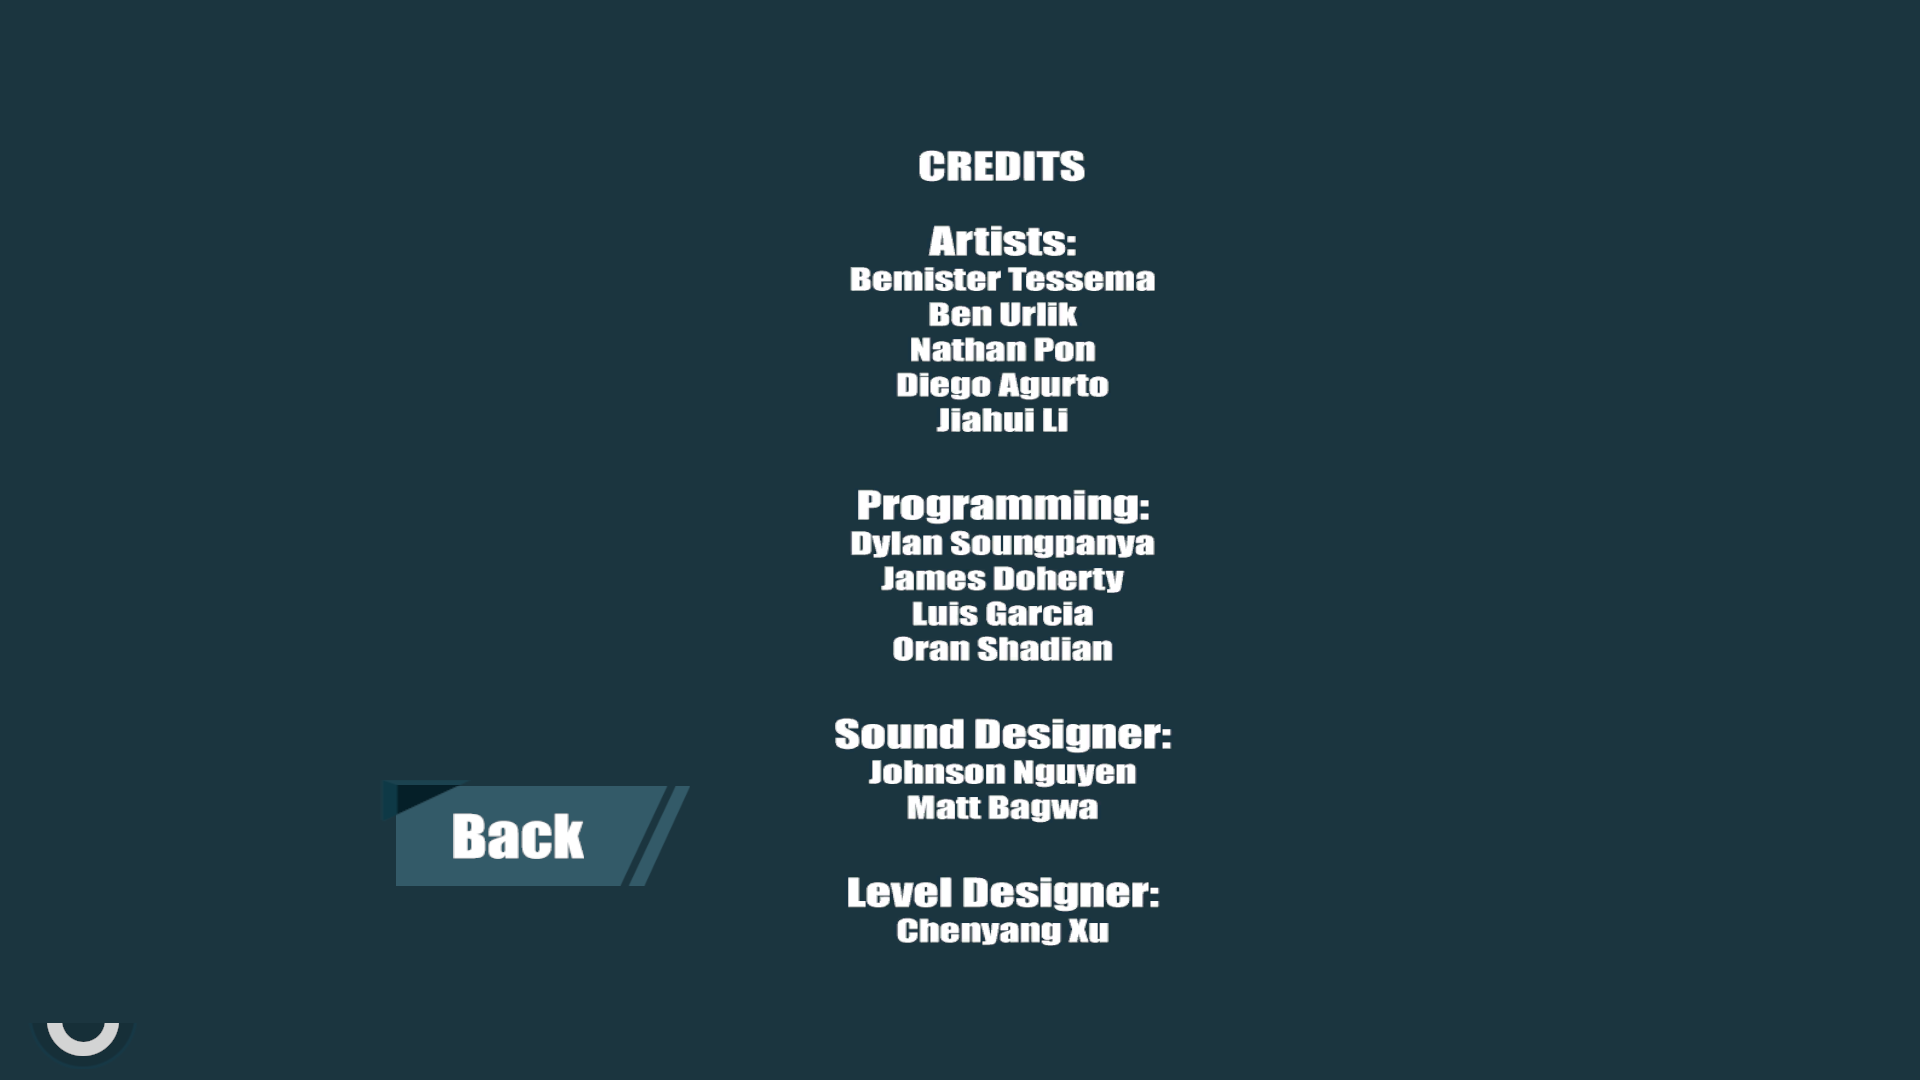 CREDITS
Artists:
Bemister Tessema
Ben Urlik
Nathan Pon
Diego Agurto
Jiahui Li
Programming:
Dylan Soungpanya
James Doherty
Luis Garcia
Oran Shadian
Sound Designer:
Johnson Nguyen
Matt Bagwa
Back
Level Designer:
Chenyang Xu